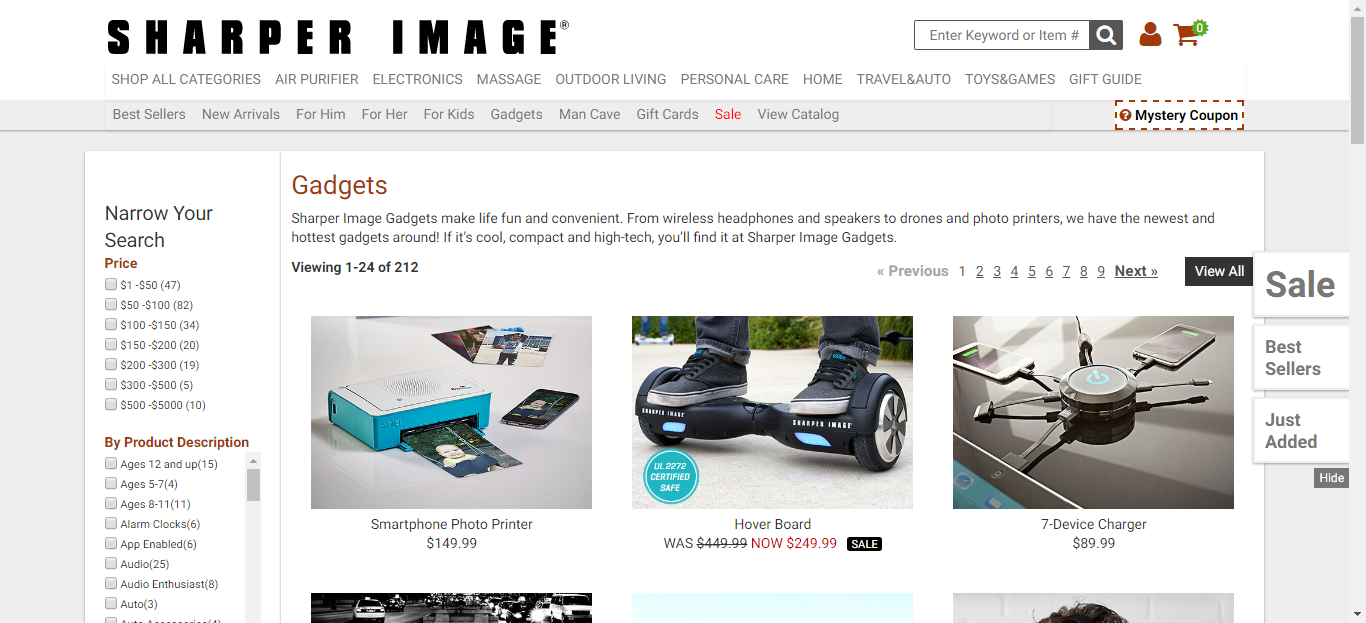 SHARPER IMAGE®
Enter Keyword or Item #
0
SHOP ALL CATEGORIES AIR PURIFIER ELECTRONICS MASSAGE OUTDOOR LIVING PERSONAL CARE HOME TRAVEL&AUTO TOYS&GAMES GIFT GUIDE
Best Sellers New Arrivals For Him For Her For Kids Gadgets Man Cave Gift Cards Sale View Catalog
? Mystery Coupon
Narrow Your
Search
Price
$1 -$50 (47)
$50 -$100 (82)
$100 -$150 (34)
$150 -$200 (20)
$200 -$300 (19)
$300 -$500 (5)
$500 -$5000 (10)
By Product Description
Ages 12 and up(15)
Ages 5-7(4)
Ages 8-11(11)
Alarm Clocks(6)
App Enabled(6)
Audio(25)
Audio Enthusiast(8)
Auto(3)
Gadgets
Sharper Image Gadgets make life fun and convenient. From wireless headphones and speakers to drones and photo printers, we have the newest and
hottest gadgets around! If it’s cool, compact and high-tech, you’ll find it at Sharper Image Gadgets.
Viewing 1-24 of 212
« Previous 1 2 3 4 5 6 7 8 9 Next »
View All
SHARPER IMAGE
SHARPER IMAGE
UL 2272
CERTIFIED
SAFE
Smartphone Photo Printer
$149.99
Hover Board
WAS $449.99 NOW $249.99 SALE
7-Device Charger
$89.99
Sale
Best
Sellers
Just
Added
Hide